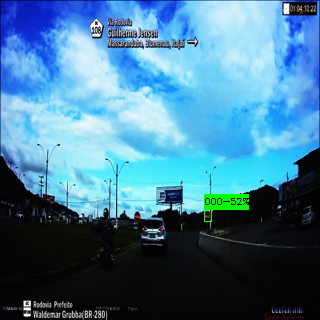 01:04:10:22
108
Via Rodovia
Guilherme Jensen
Massaranduba, Blumenau, Itajaí
000-52%
Rodovia Prefeito
Waldemar Grubba(BR-280)